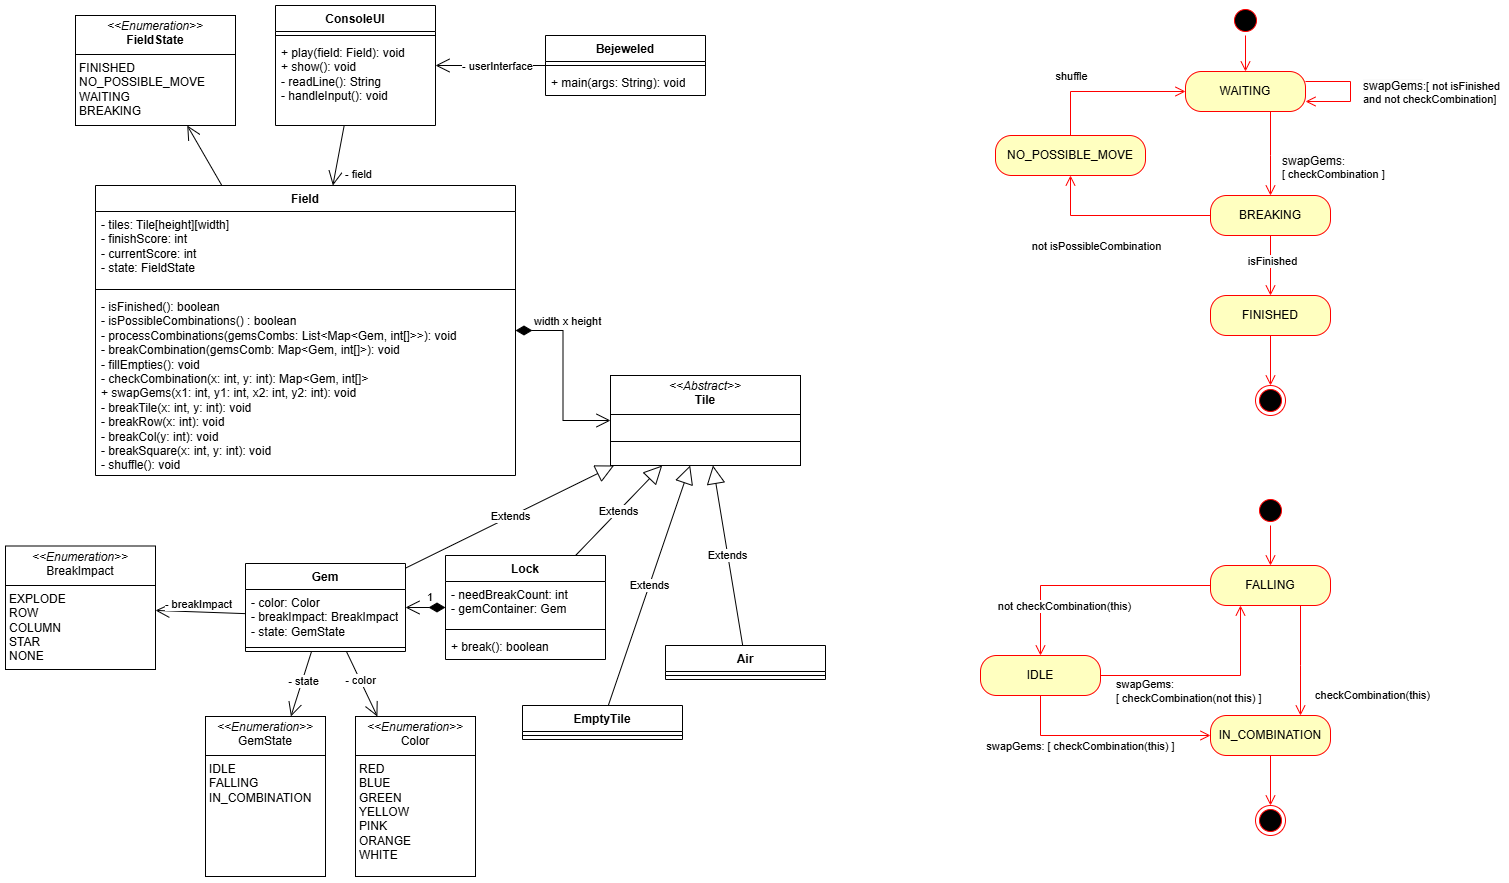 <<Enumeration>>
FieldState
FINISHED
NO_POSSIBLE_MOVE
WAITING
BREAKING
ConsoleUI
+ play(field: Field): void
+ show(): void
- readLine(): String
- handleInput(): void
- userInterface
Bejeweled
+ main(args: String): void
- field
Field
- tiles: Tile[height][width]
- finishScore: int
- currentScore: int
- state: FieldState
- isFinished(): boolean
- isPossibleCombinations() : boolean
- processCombinations(gemsCombs: List<Map<Gem, int[]>>): void
- breakCombination(gemsComb: Map<Gem, int[]>): void
- fillEmpties(): void
- checkCombination(x: int, y: int): Map<Gem, int[]>
+ swapGems(x1: int, y1: int, x2: int, y2: int): void
- breakTile(x: int, y: int): void
- breakRow(x: int): void
- breakCol(y: int): void
- breakSquare(x: int, y: int): void
- shuffle(): void
width x height
<<Abstract>>
Tile
Extends
Extends
Extends
Extends
<<Enumeration>>
BreakImpact
EXPLODE
ROW
COLUMN
STAR
NONE
- breakImpact
Gem
- color: Color
- breakImpact: BreakImpact
- state: GemState
1
Lock
- needBreakCount: int
- gemContainer: Gem
+ break(): boolean
Air
EmptyTile
- state
- color
<<Enumeration>>
GemState
IDLE
FALLING
IN_COMBINATION
<<Enumeration>>
Color
RED
BLUE
GREEN
YELLOW
PINK
ORANGE
WHITE
shuffle
WAITING
swapGems:[ not isFinished
and not checkCombination]
NO_POSSIBLE_MOVE
swapGems:
[ checkCombination ]
BREAKING
not isPossibleCombination
isFinished
FINISHED
FALLING
not checkCombination(this)
IDLE
swapGems:
[ checkCombination(not this) ]
checkCombination(this)
IN_COMBINATION
swapGems: [ checkCombination(this) ]